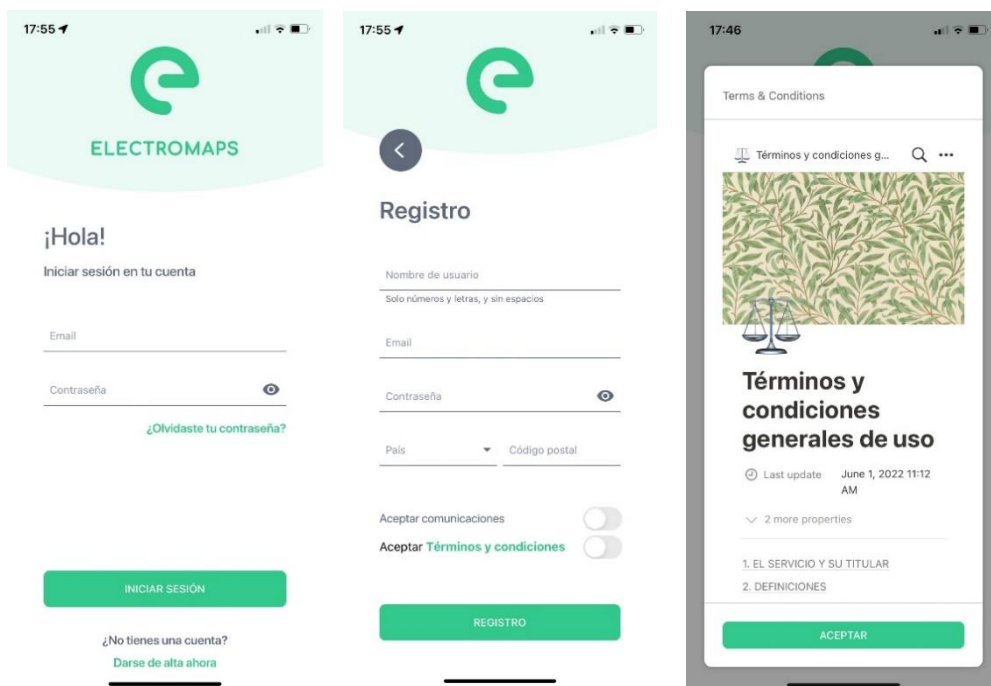 17:55
ELECTROMAPS
¡Hola!
Iniciar sesión en tu cuenta
Email
Contraseña
¿Olvidaste tu contraseña?
INICIAR SESIÓN
¿No tienes una cuenta?
Darse de alta ahora
17:55
Registro
Nombre de usuario
Solo números y letras, y sin espacios
Email
Contraseña
País Código postal
Aceptar comunicaciones
Aceptar Términos y condiciones
REGISTRO
17:46
Terms & Conditions
Términos y condiciones g...
Términos y
condiciones
generales de uso
Last update June 1, 2022 11:12
AM
2 more properties
1. EL SERVICIO Y SU TITULAR
2. DEFINICIONES
ACEPTAR